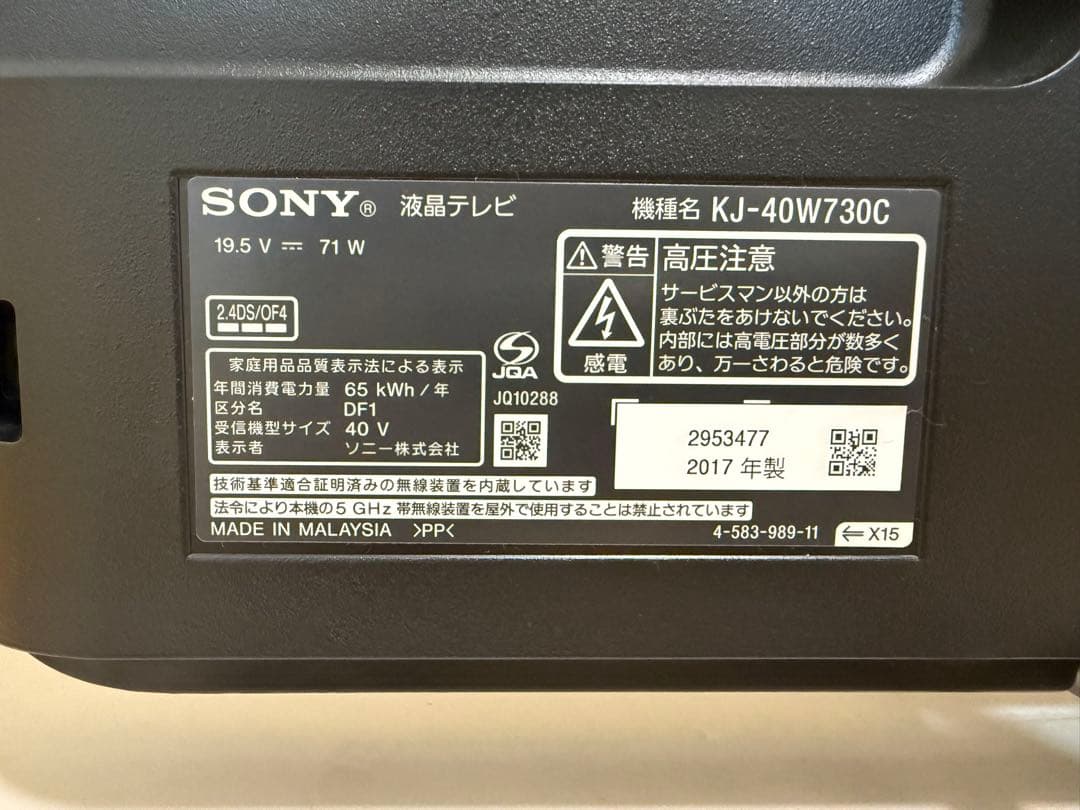 SONY® 液晶テレビ
機種名 KJ-40W730C
19.5 V ⎓ 71 W
⚠警告 高圧注意
サービスマン以外の方は
裏ぶたをあけないでください。
内部には高電圧部分が数多く
あり、万一さわると危険です。
感電
2.4DS/OF4
家庭用品品質表示法による表示
年間消費電力量 65 kWh / 年
区分名 DF1
受信機型サイズ 40 V
表示者 ソニー株式会社
JQA
JQ10288
2953477
2017 年製
技術基準適合証明済みの無線装置を内蔵しています
法令により本機の5 GHz 帯無線装置を屋外で使用することは禁止されています
MADE IN MALAYSIA >PP<
4-583-989-11
⇐ X15